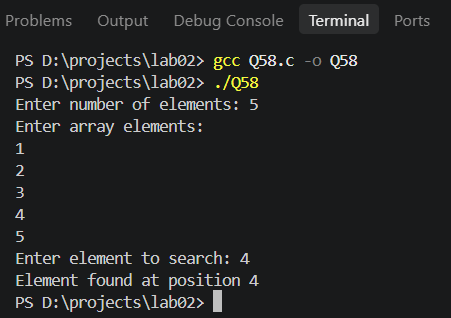 Problems Output Debug Console Terminal Ports
PS D:\projects\lab02> gcc Q58.c -o Q58
PS D:\projects\lab02> ./Q58
Enter number of elements: 5
Enter array elements:
1
2
3
4
5
Enter element to search: 4
Element found at position 4
PS D:\projects\lab02>